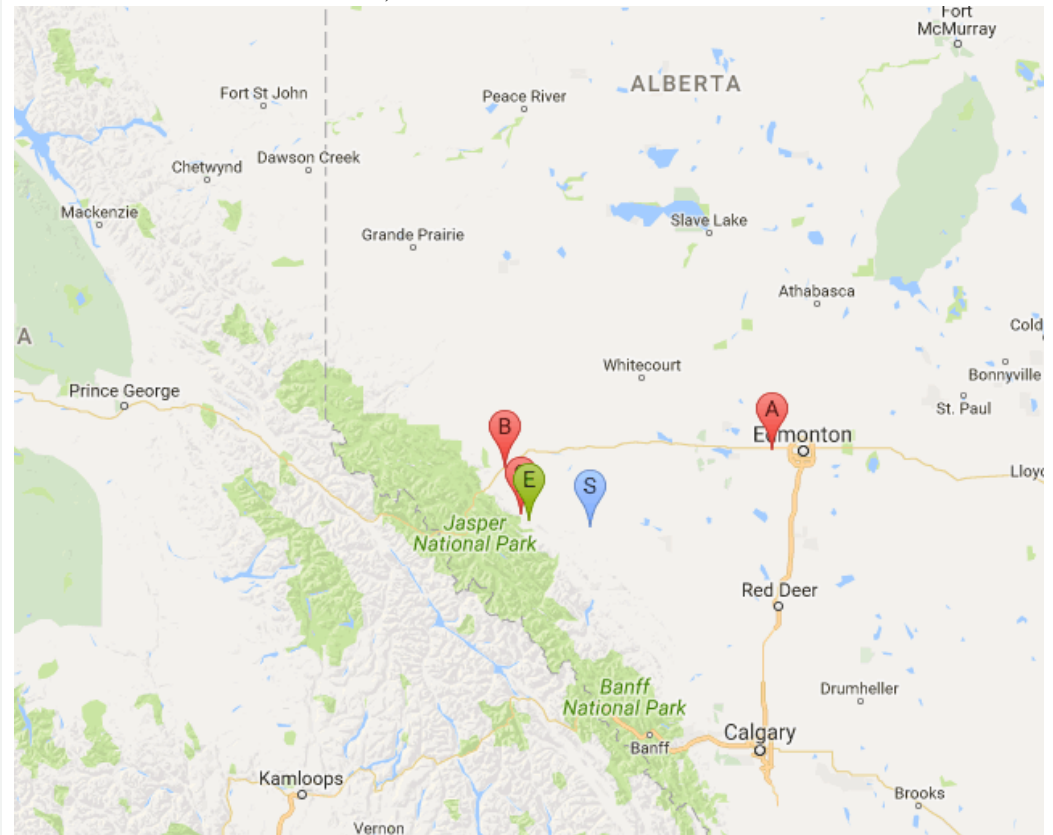 Fort
McMurray
ALBERTA
Fort St John
Peace River
Chetwynd
Dawson Creek
Mackenzie
Slave Lake
Grande Prairie
Athabasca
A
Cold
Whitecourt
Bonnyville
Prince George
St. Paul
A
Edmonton
B
E
S
Jasper
National Park
Red Deer
Banff
National Park
Drumheller
Calgary
Banff
Kamloops
Brooks
Vernon